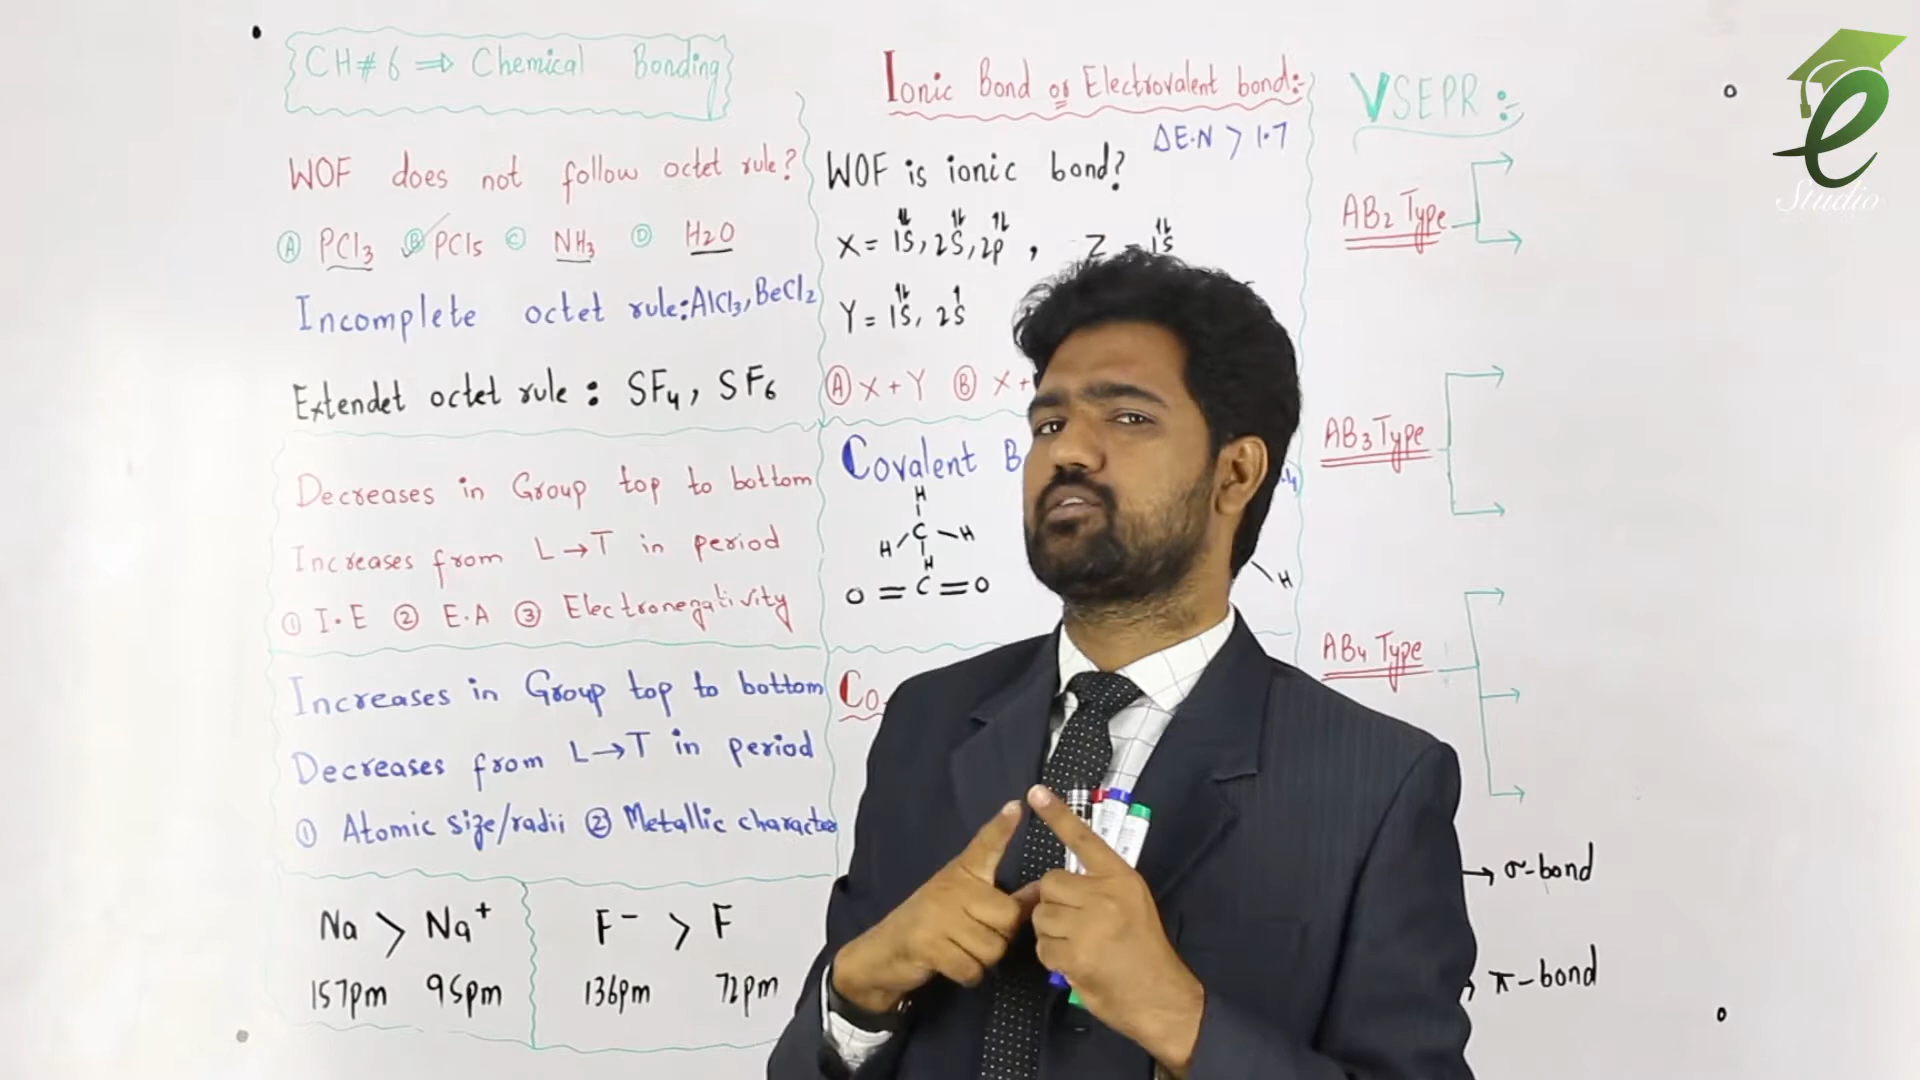 CH#6 ⇒ Chemical Bonding
WOF does not follow octet rule?
Ⓐ PCl3 Ⓑ PCl5 Ⓒ NH3 Ⓓ H2O
Incomplete octet rule: AlCl3, BeCl2
Extendet octet rule: SF4, SF6
Decreases in Group top to bottom
Increases from L→T in period
① I.E ② E.A ③ Electronegativity
Increases in Group top to bottom
Decreases from L→T in period
① Atomic size/radii ② Metallic character
Na > Na+
157pm 95pm
F- > F
136pm 72pm
Ionic Bond or Electrovalent bond:-
ΔE.N > 1.7
WOF is ionic bond?
X = 1S, 2S, 2p, Z = 1S
Y = 1S, 2S
Ⓐ X + Y Ⓑ X +
Covalent B
H
H C H
H
O = C = O
H
Co
VSEPR:-
AB2 Type
AB3 Type
AB4 Type
→ σ-bond
→ π-bond
e
Studio